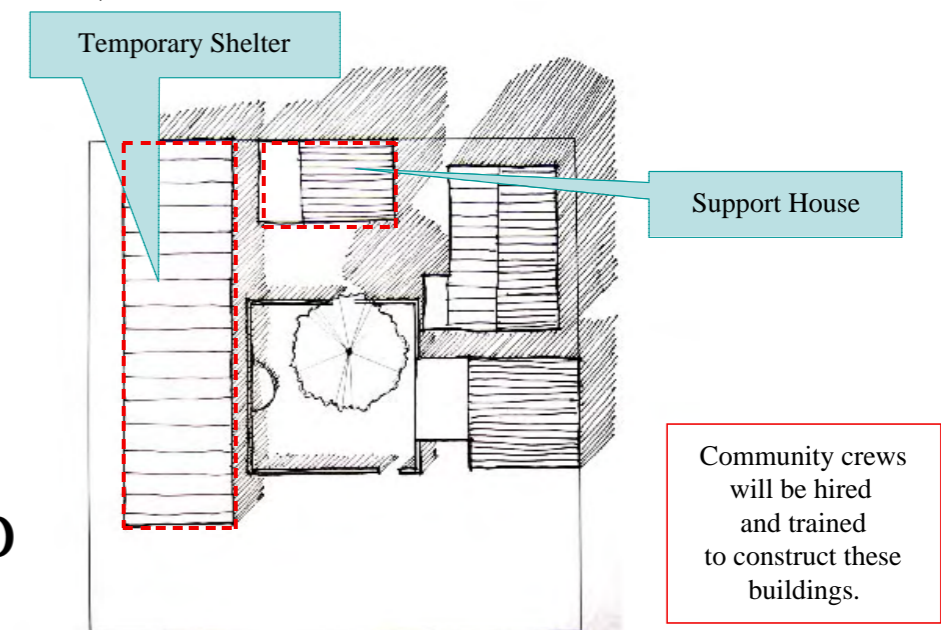 Temporary Shelter
Support House
Community crews
will be hired
and trained
to construct these
buildings.